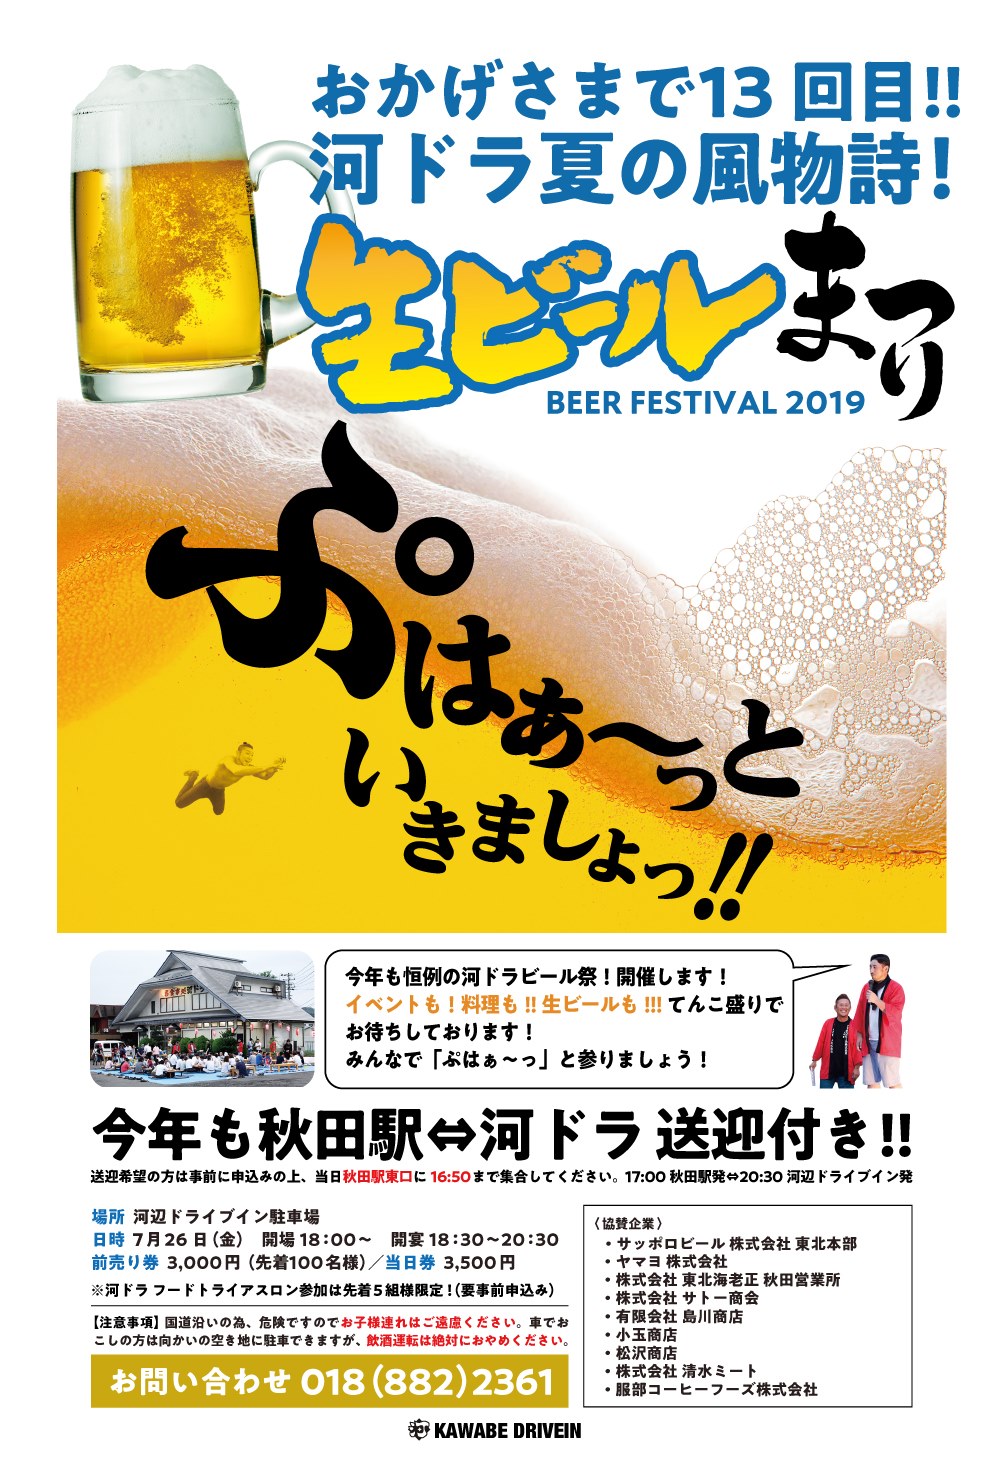 おかげさまで13回目!!
河ドラ夏の風物詩!
生ビールまつり
BEER FESTIVAL 2019
ぷはぁ〜っと
いきましょっ!!
今年も恒例の河ドラビール祭！開催します！
イベントも！料理も!!生ビールも!!!てんこ盛りで
お待ちしております！
みんなで「ぷはぁ〜っ」と参りましょう！
今年も秋田駅⇔河ドラ 送迎付き!!
送迎希望の方は事前に申込みの上、当日秋田駅東口に16:50まで集合してください。17:00 秋田駅発⇔20:30 河辺ドライブイン発
場所 河辺ドライブイン駐車場
日時 7月26日（金） 開場18：00〜 開宴18：30〜20：30
前売り券 3,000円（先着100名様）／当日券 3,500円
※河ドラ フードトライアスロン参加は先着5組様限定！（要事前申込み）
【注意事項】国道沿いの為、危険ですのでお子様連れはご遠慮ください。車でお
こしの方は向かいの空き地に駐車できますが、飲酒運転は絶対におやめください。
お問い合わせ 018（882）2361
〈協賛企業〉
・サッポロビール 株式会社 東北本部
・ヤマヨ 株式会社
・株式会社 東北海老正 秋田営業所
・株式会社 サトー商会
・有限会社 島川商店
・小玉商店
・松沢商店
・株式会社 清水ミート
・服部コーヒーフーズ株式会社
KAWABE DRIVEIN